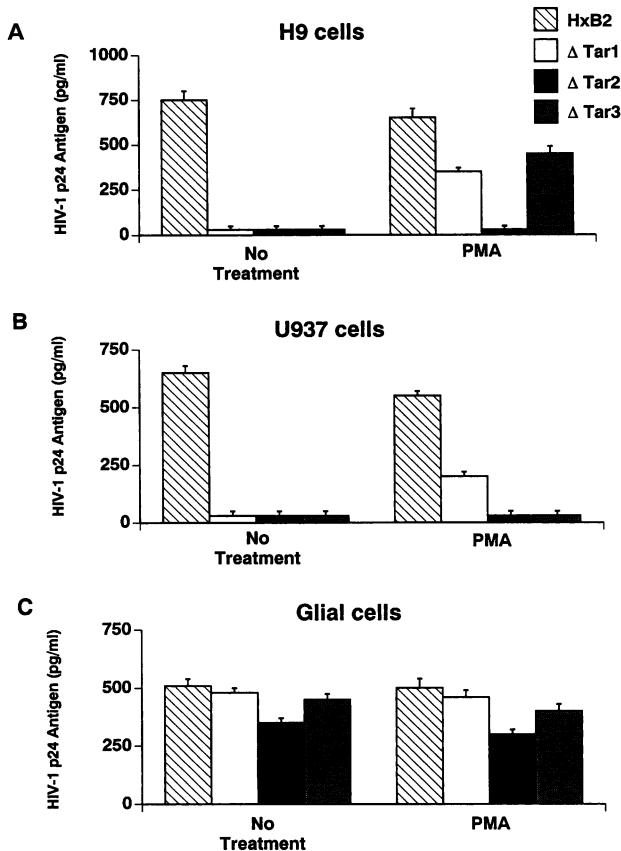 A
H9 cells
HxB2
Δ Tar1
Δ Tar2
Δ Tar3
HIV-1 p24 Antigen (pg/ml)
1000
750
500
250
0
No
Treatment
PMA
B
U937 cells
HIV-1 p24 Antigen (pg/ml)
750
500
250
0
No
Treatment
PMA
C
Glial cells
HIV-1 p24 Antigen (pg/ml)
750
500
250
0
No
Treatment
PMA